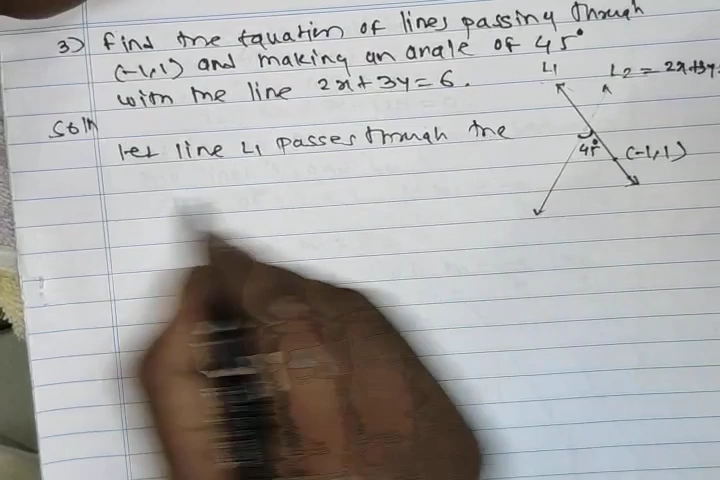 3) find the equation of lines passing through
(-1,1) and making an angle of 45°
with the line 2x+3y=6.
L1
L2 = 2x+3y
Soln
let line L1 passes through the
45°
(-1,1)